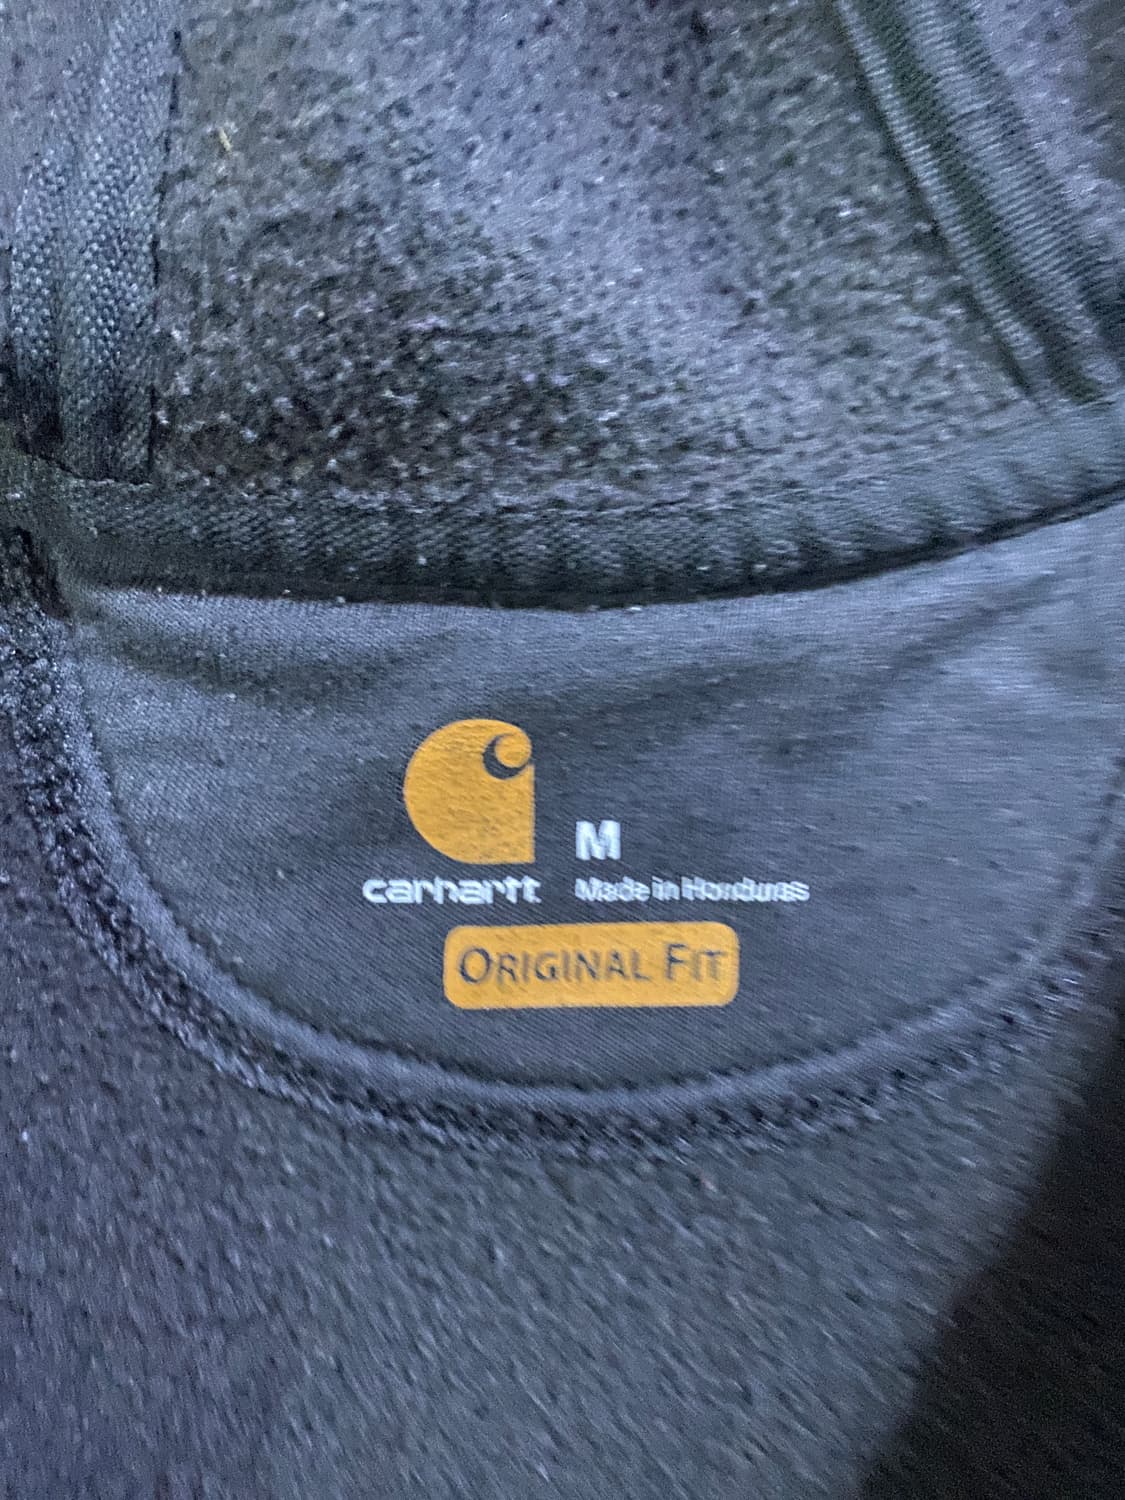 M
carhartt Made in Honduras
ORIGINAL FIT